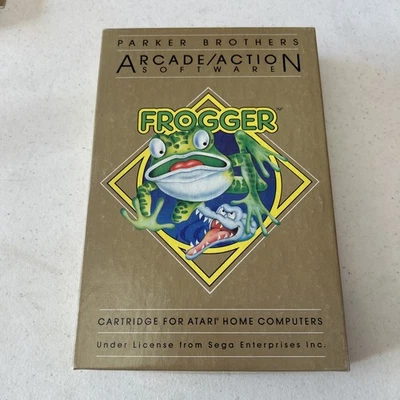 PARKER BROTHERS
ARCADE/ACTION
SOFTWARE
FROGGER
CARTRIDGE FOR ATARI® HOME COMPUTERS
Under License from Sega Enterprises Inc.